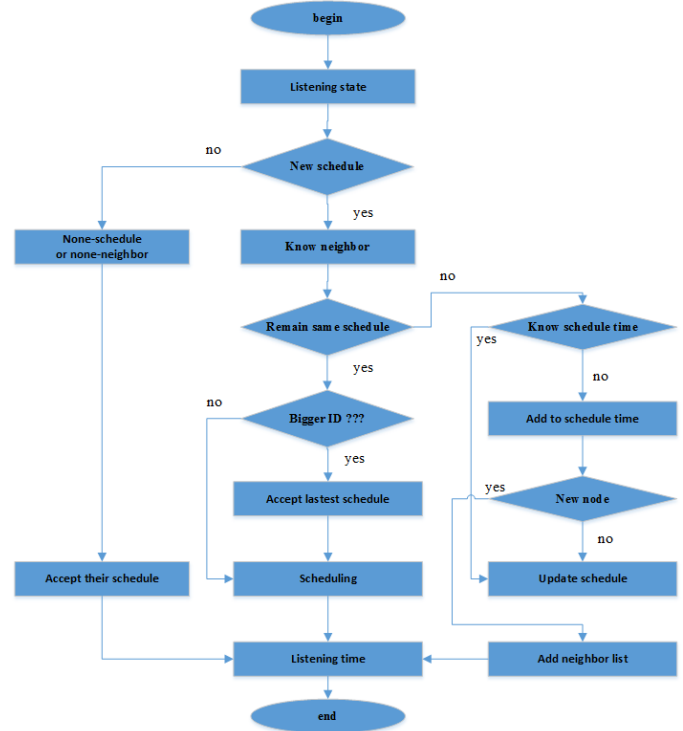 begin
Listening state
no
New schedule
yes
None-schedule
or none-neighbor
Know neighbor
no
Remain same schedule
Know schedule time
yes
yes
no
no
Bigger ID ???
Add to schedule time
yes
yes
Accept lastest schedule
New node
no
Accept their schedule
Scheduling
Update schedule
Listening time
Add neighbor list
end